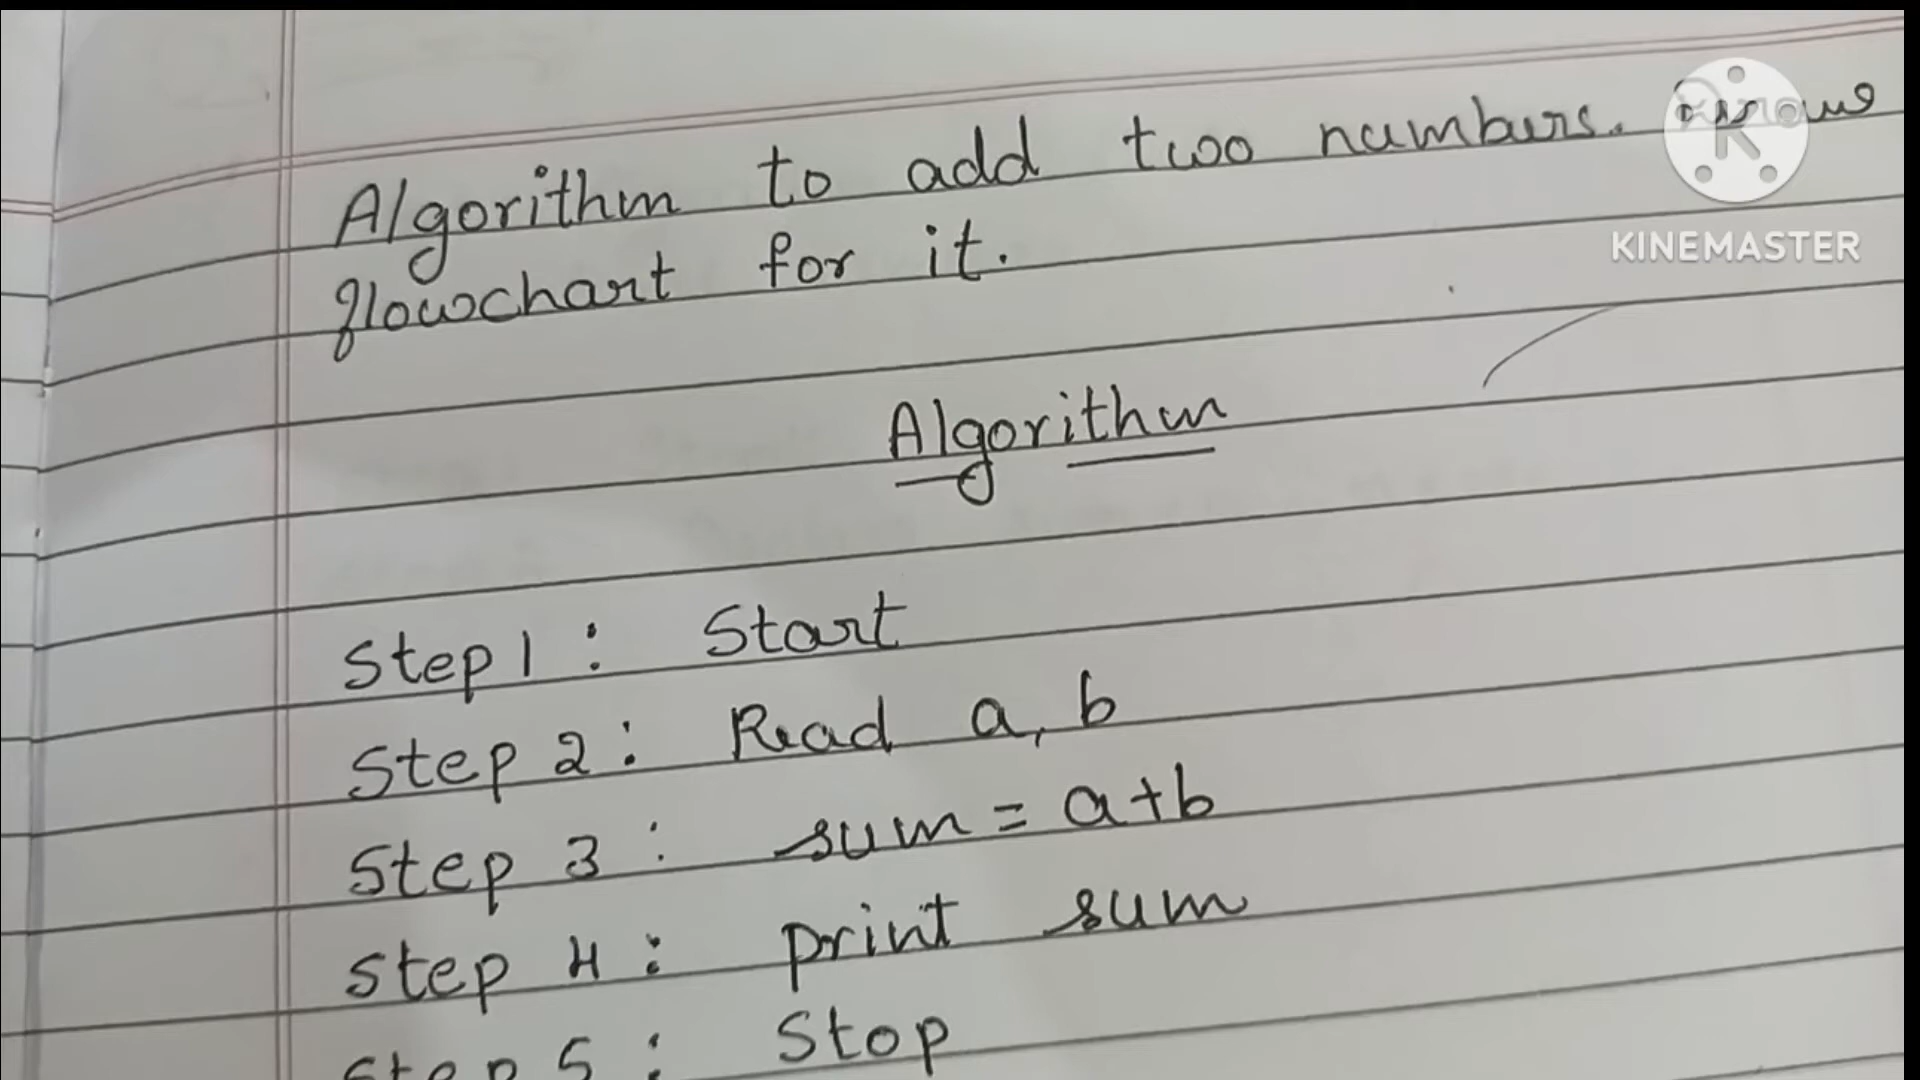 Algorithm to add two numbers.
flowchart for it.
KINEMASTER
Algorithm
Step 1 : Start
Step 2 : Read a, b
Step 3 : sum = a+b
Step 4 : print sum
Step 5 : Stop